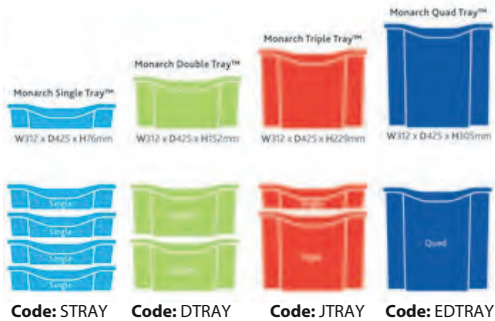 Monarch Quad Tray™
Monarch Triple Tray™
Monarch Double Tray™
Monarch Single Tray™
W312 x D425 x H76mm
W312 x D425 x H152mm
W312 x D425 x H229mm
W312 x D425 x H305mm
Single
Single
Single
Single
Quad
Code: STRAY
Code: DTRAY
Code: JTRAY
Code: EDTRAY